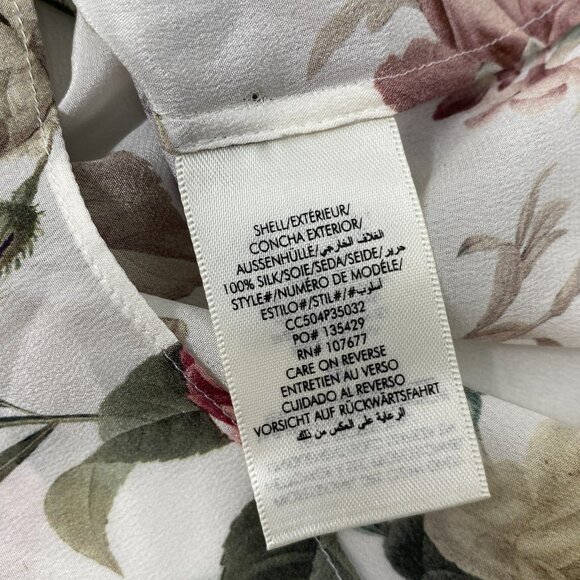 SHELL/EXTÉRIEUR/
CONCHA EXTERIOR/
AUSSENHÜLLE/الغلاف الخارجي/
100% SILK/SOIE/SEDA/SEIDE/حرير
STYLE#/NUMÉRO DE MODÈLE/
ESTILO#/STIL#/أسلوب#/
CC504P35032
PO# 135429
RN# 107677
CARE ON REVERSE
ENTRETIEN AU VERSO
CUIDADO AL REVERSO
VORSICHT AUF RÜCKWÄRTSFAHRT
الرعاية على العكس من ذلك